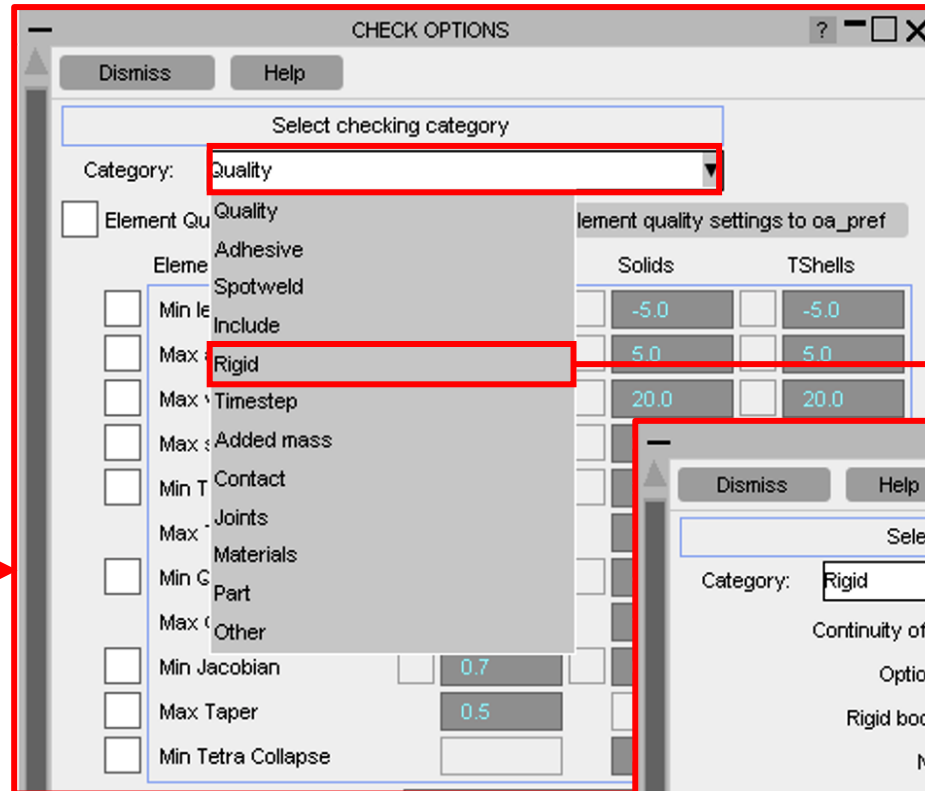 CHECK OPTIONS ?
Dismiss Help
Select checking category
Category: Quality
Element Qu lement quality settings to oa_pref
Quality
Adhesive
Spotweld
Include
Rigid
Timestep
Added mass
Contact
Joints
Materials
Part
Other
Eleme Solids TShells
Min le -5.0 -5.0
Max 5.0 5.0
Max 20.0 20.0
Max
Min T
Max
Min
Max
Min Jacobian 0.7
Max Taper 0.5
Min Tetra Collapse
Dismiss Help
Sele
Category: Rigid
Continuity of
Optio
Rigid boo